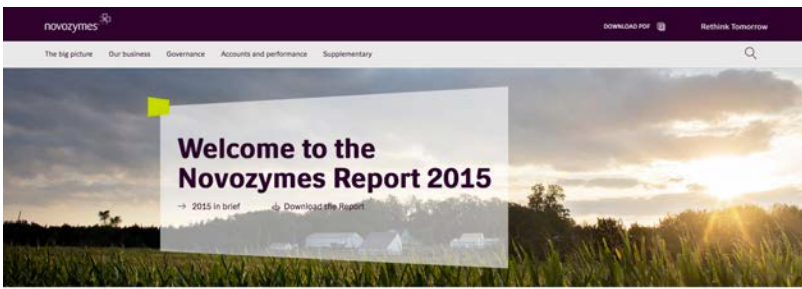 novozymes
DOWNLOAD PDF
Rethink Tomorrow
The big picture Our business Governance Accounts and performance Supplementary
Welcome to the
Novozymes Report 2015
→ 2015 in brief Download the Report